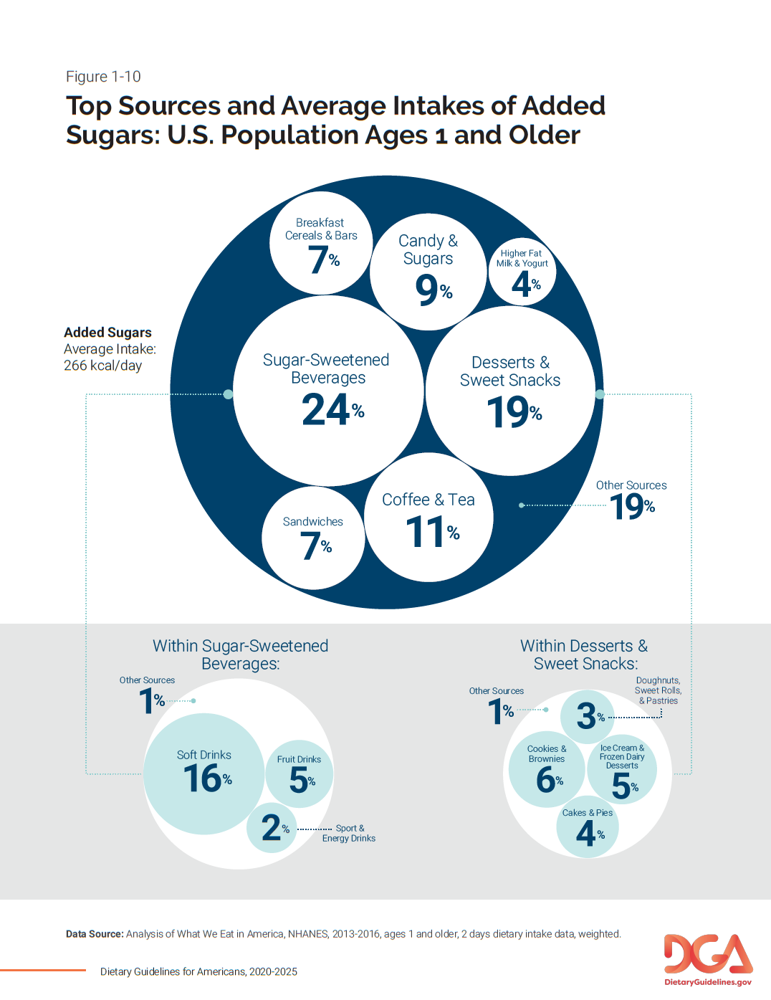 Figure 1-10
Top Sources and Average Intakes of Added
Sugars: U.S. Population Ages 1 and Older
Breakfast
Cereals & Bars
7%
Candy &
Sugars
9%
Higher Fat
Milk & Yogurt
4%
Added Sugars
Average Intake:
266 kcal/day
Sugar-Sweetened
Beverages
24%
Desserts &
Sweet Snacks
19%
Sandwiches
7%
Coffee & Tea
11%
Other Sources
19%
Within Sugar-Sweetened
Beverages:
Other Sources
1%
Soft Drinks
16%
Fruit Drinks
5%
2%
Sport &
Energy Drinks
Within Desserts &
Sweet Snacks:
Other Sources
1%
Doughnuts,
Sweet Rolls,
& Pastries
3%
Cookies &
Brownies
6%
Ice Cream &
Frozen Dairy
Desserts
5%
Cakes & Pies
4%
Data Source: Analysis of What We Eat in America, NHANES, 2013-2016, ages 1 and older, 2 days dietary intake data, weighted.
Dietary Guidelines for Americans, 2020-2025
DGA
DietaryGuidelines.gov